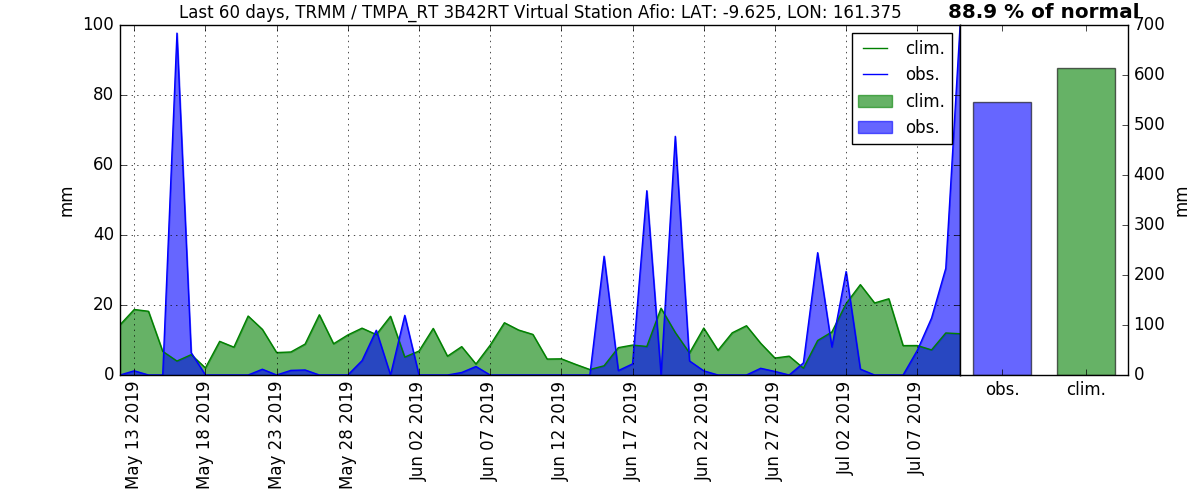 Last 60 days, TRMM / TMPA_RT 3B42RT Virtual Station Afio: LAT: -9.625, LON: 161.375
88.9 % of normal
100
80
60
40
20
0
mm
clim.
obs.
clim.
obs.
700
600
500
400
300
200
100
0
mm
May 13 2019
May 18 2019
May 23 2019
May 28 2019
Jun 02 2019
Jun 07 2019
Jun 12 2019
Jun 17 2019
Jun 22 2019
Jun 27 2019
Jul 02 2019
Jul 07 2019
obs.
clim.